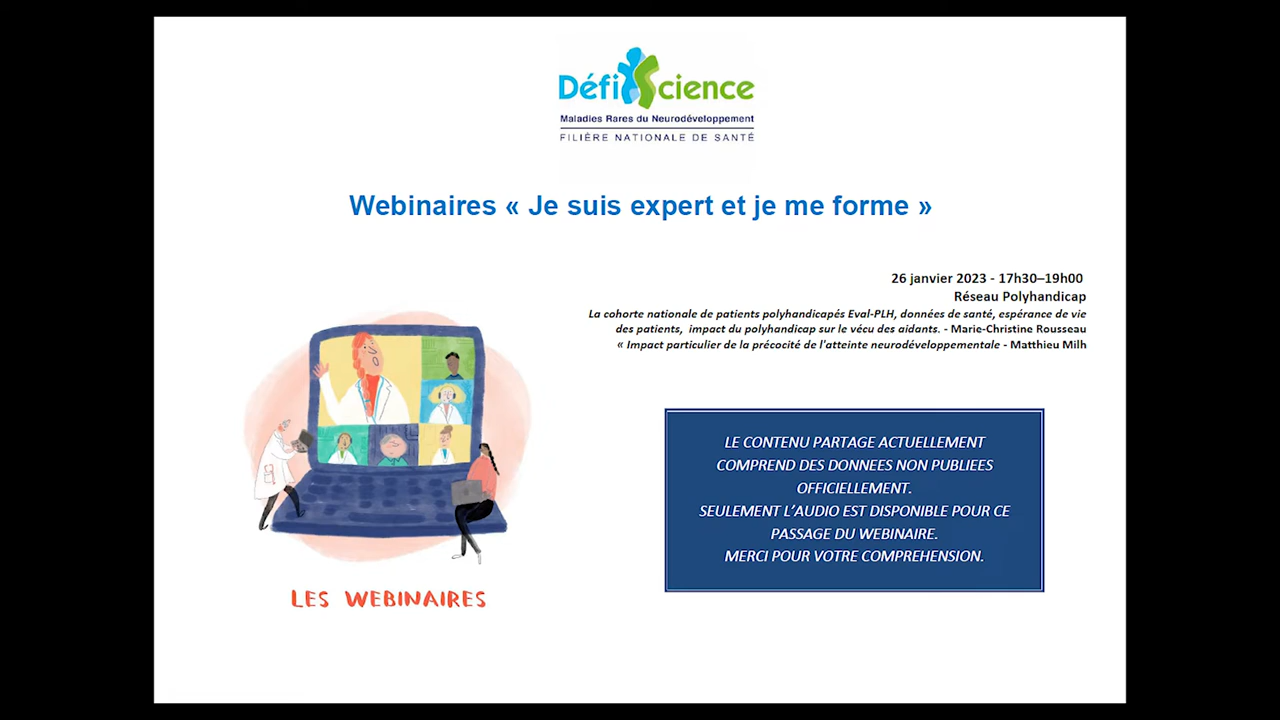 Défi Science
Maladies Rares du Neurodéveloppement
FILIÈRE NATIONALE DE SANTÉ
Webinaires « Je suis expert et je me forme »
26 janvier 2023 - 17h30–19h00
Réseau Polyhandicap
La cohorte nationale de patients polyhandicapés Eval-PLH, données de santé, espérance de vie
des patients, impact du polyhandicap sur le vécu des aidants. - Marie-Christine Rousseau
« Impact particulier de la précocité de l'atteinte neurodéveloppementale - Matthieu Milh
LE CONTENU PARTAGE ACTUELLEMENT
COMPREND DES DONNEES NON PUBLIEES
OFFICIELLEMENT.
SEULEMENT L’AUDIO EST DISPONIBLE POUR CE
PASSAGE DU WEBINAIRE.
MERCI POUR VOTRE COMPREHENSION.
LES WEBINAIRES